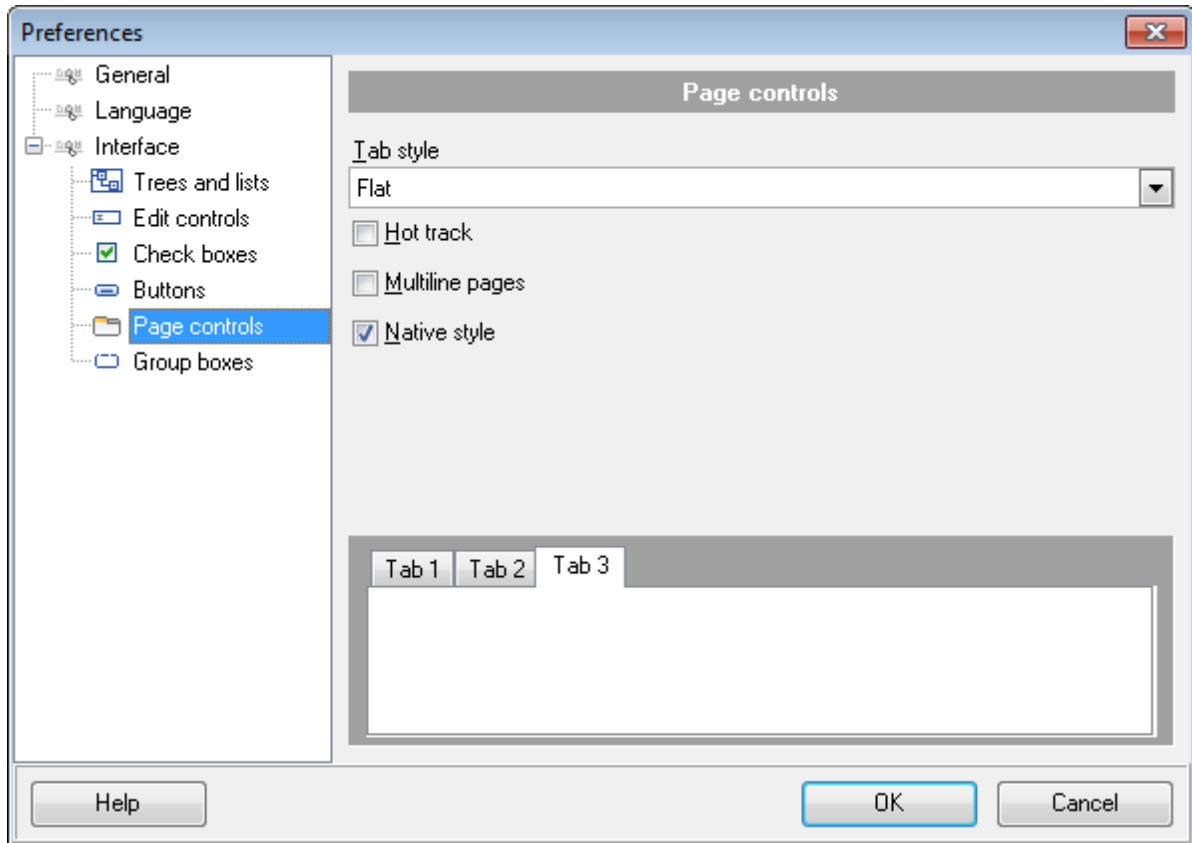 Preferences
General
Language
Interface
Trees and lists
Edit controls
Check boxes
Buttons
Page controls
Group boxes
Page controls
Tab style
Flat
Hot track
Multiline pages
Native style
Tab 1 Tab 2 Tab 3
Help OK Cancel